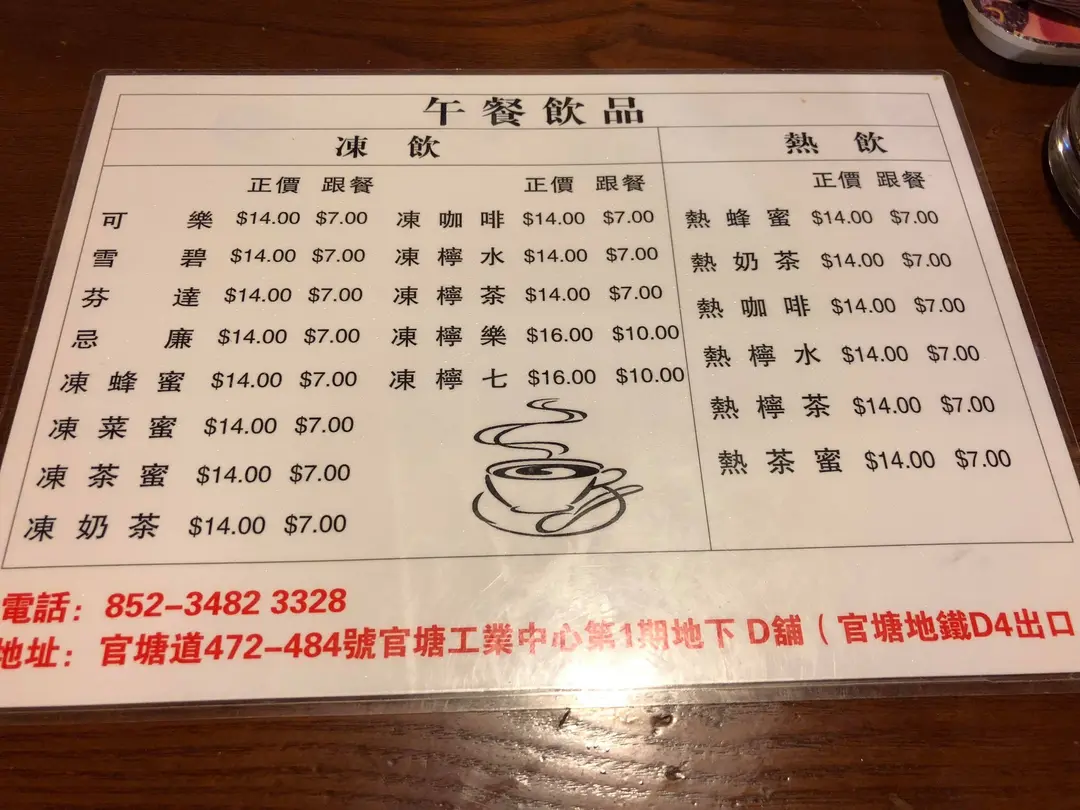 午餐飲品
凍飲 熱飲
正價 跟餐 正價 跟餐 正價 跟餐
可樂 $14.00 $7.00 凍咖啡 $14.00 $7.00 熱蜂蜜 $14.00 $7.00
雪碧 $14.00 $7.00 凍檸水 $14.00 $7.00 熱奶茶 $14.00 $7.00
芬達 $14.00 $7.00 凍檸茶 $14.00 $7.00 熱咖啡 $14.00 $7.00
忌廉 $14.00 $7.00 凍檸樂 $16.00 $10.00 熱檸水 $14.00 $7.00
凍蜂蜜 $14.00 $7.00 凍檸七 $16.00 $10.00 熱檸茶 $14.00 $7.00
凍菜蜜 $14.00 $7.00 熱茶蜜 $14.00 $7.00
凍茶蜜 $14.00 $7.00
凍奶茶 $14.00 $7.00
電話：852-3482 3328
地址：官塘道472-484號官塘工業中心第1期地下 D舖（官塘地鐵D4出口